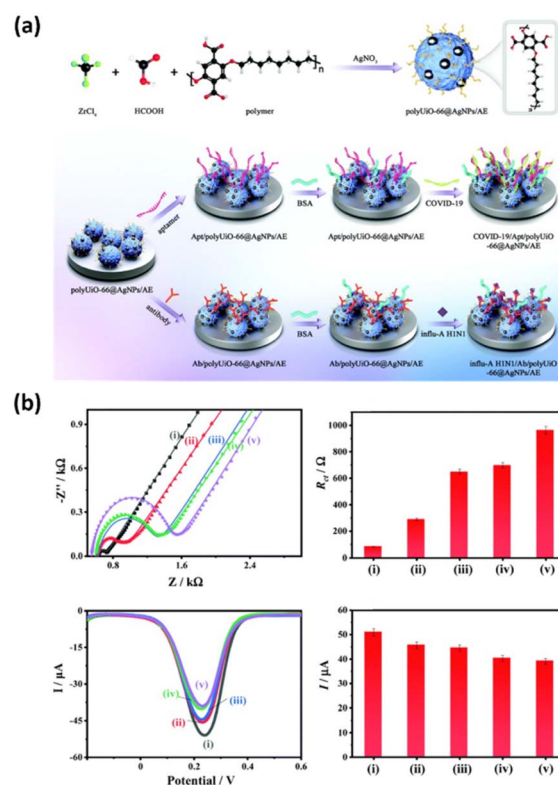 (a)
ZrCl4
HCOOH
polymer
n
AgNO3
polyUiO-66@AgNPs/AE
aptamer
Apt/polyUiO-66@AgNPs/AE
BSA
Apt/polyUiO-66@AgNPs/AE
COVID-19
COVID-19/Apt/polyUiO
-66@AgNPs/AE
polyUiO-66@AgNPs/AE
antibody
Ab/polyUiO-66@AgNPs/AE
BSA
Ab/polyUiO-66@AgNPs/AE
influ-A H1N1
influ-A H1N1/Ab/polyUiO
-66@AgNPs/AE
(b)
-Z'' / kΩ
0.9
0.6
0.3
0.0
(i)
(ii)
(iii)
(iv)
(v)
0.8 1.2 1.6 2.0 2.4
Z / kΩ
Rct / Ω
1000
800
600
400
200
0
(i) (ii) (iii) (iv) (v)
I / μA
0
-15
-30
-45
-60
(v)
(iv)
(iii)
(ii)
(i)
0 0.2 0.4 0.6
Potential / V
I / μA
60
50
40
30
20
10
0
(i) (ii) (iii) (iv) (v)